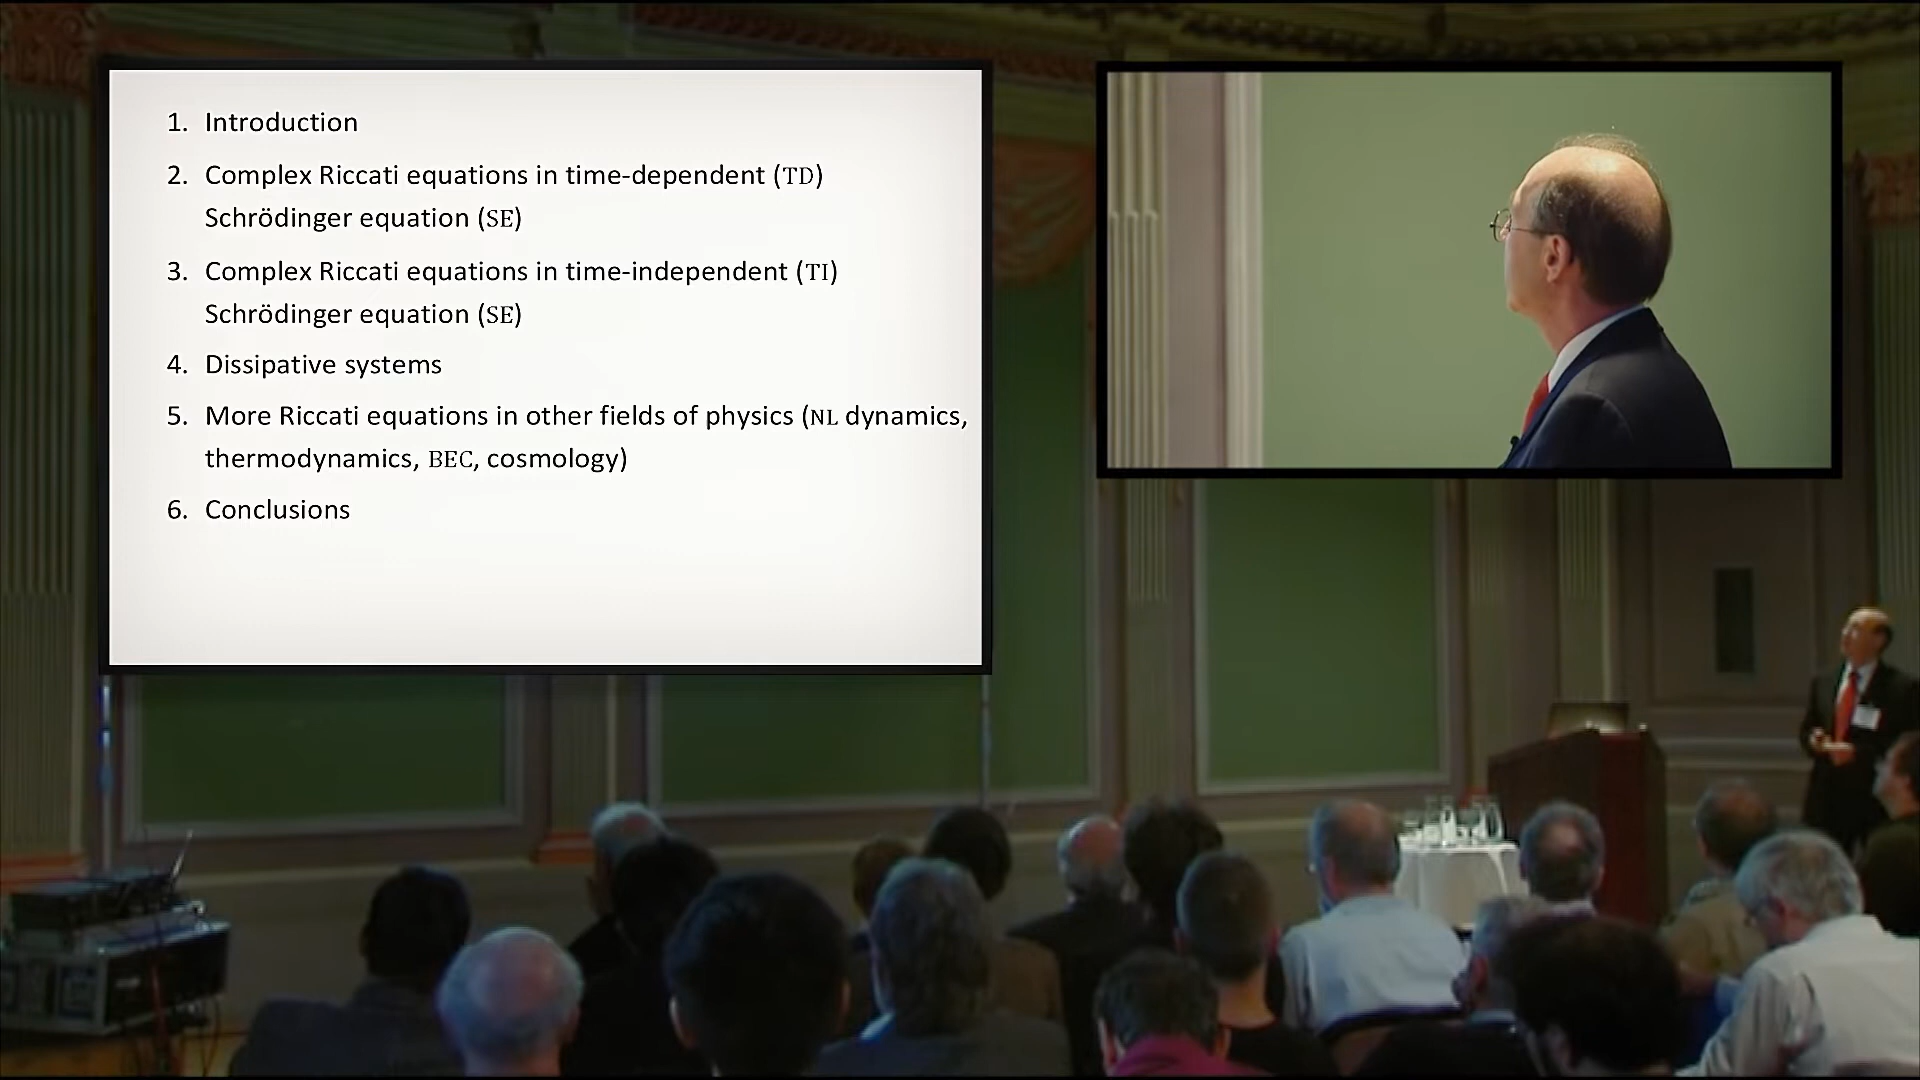 1. Introduction
2. Complex Riccati equations in time-dependent (TD)
Schrödinger equation (SE)
3. Complex Riccati equations in time-independent (TI)
Schrödinger equation (SE)
4. Dissipative systems
5. More Riccati equations in other fields of physics (NL dynamics,
thermodynamics, BEC, cosmology)
6. Conclusions